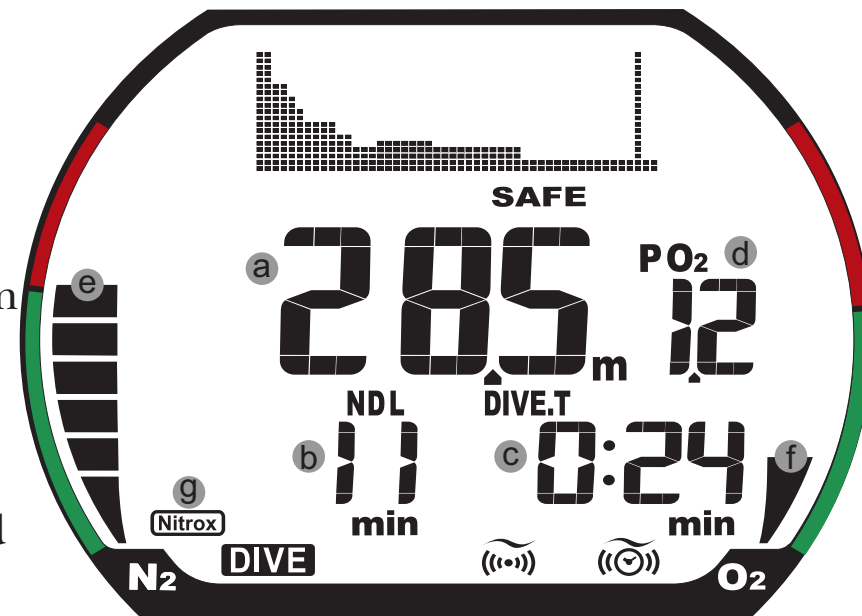 SAFE
a 28.5 m
PO2 d
1.2
e
m
NDL DIVE.T
b 11 min
c 0:24 min
f
g
Nitrox
d
DIVE
N2 O2